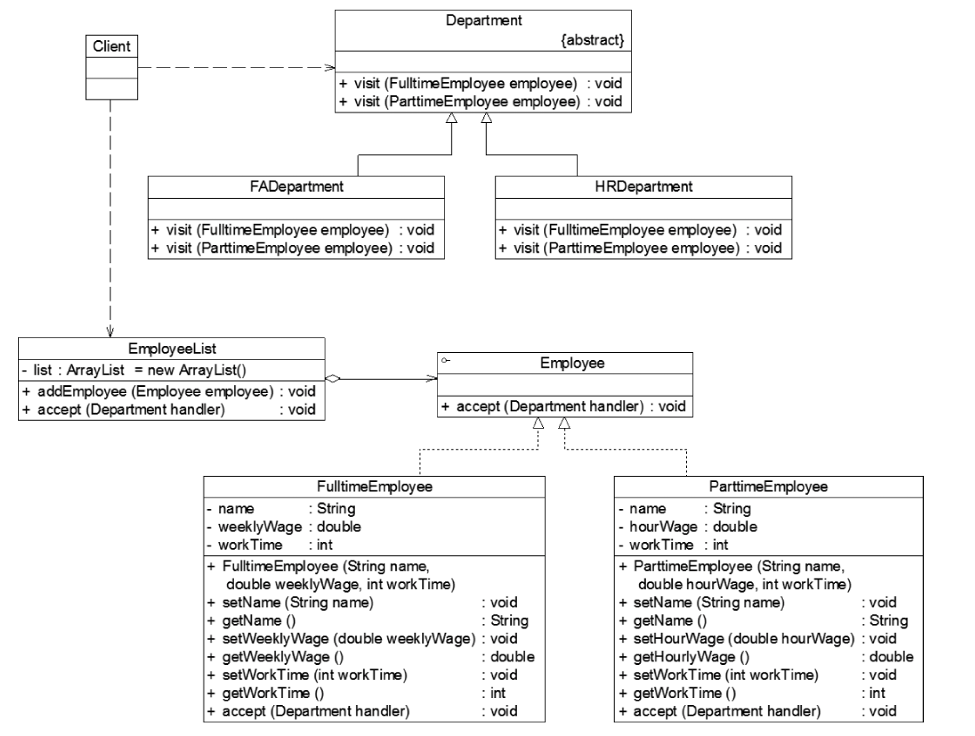 Department
{abstract}
Client
+ visit (FulltimeEmployee employee) : void
+ visit (ParttimeEmployee employee) : void
FADepartment
+ visit (FulltimeEmployee employee) : void
+ visit (ParttimeEmployee employee) : void
HRDepartment
+ visit (FulltimeEmployee employee) : void
+ visit (ParttimeEmployee employee) : void
EmployeeList
- list : ArrayList = new ArrayList()
+ addEmployee (Employee employee) : void
+ accept (Department handler) : void
Employee
+ accept (Department handler) : void
FulltimeEmployee
- name : String
- weeklyWage : double
- workTime : int
+ FulltimeEmployee (String name,
double weeklyWage, int workTime)
+ setName (String name) : void
+ getName () : String
+ setWeeklyWage (double weeklyWage) : void
+ getWeeklyWage () : double
+ setWorkTime (int workTime) : void
+ getWorkTime () : int
+ accept (Department handler) : void
ParttimeEmployee
- name : String
- hourWage : double
- workTime : int
+ ParttimeEmployee (String name,
double hourWage, int workTime)
+ setName (String name) : void
+ getName () : String
+ setHourWage (double hourWage) : void
+ getHourlyWage () : double
+ setWorkTime (int workTime) : void
+ getWorkTime () : int
+ accept (Department handler) : void